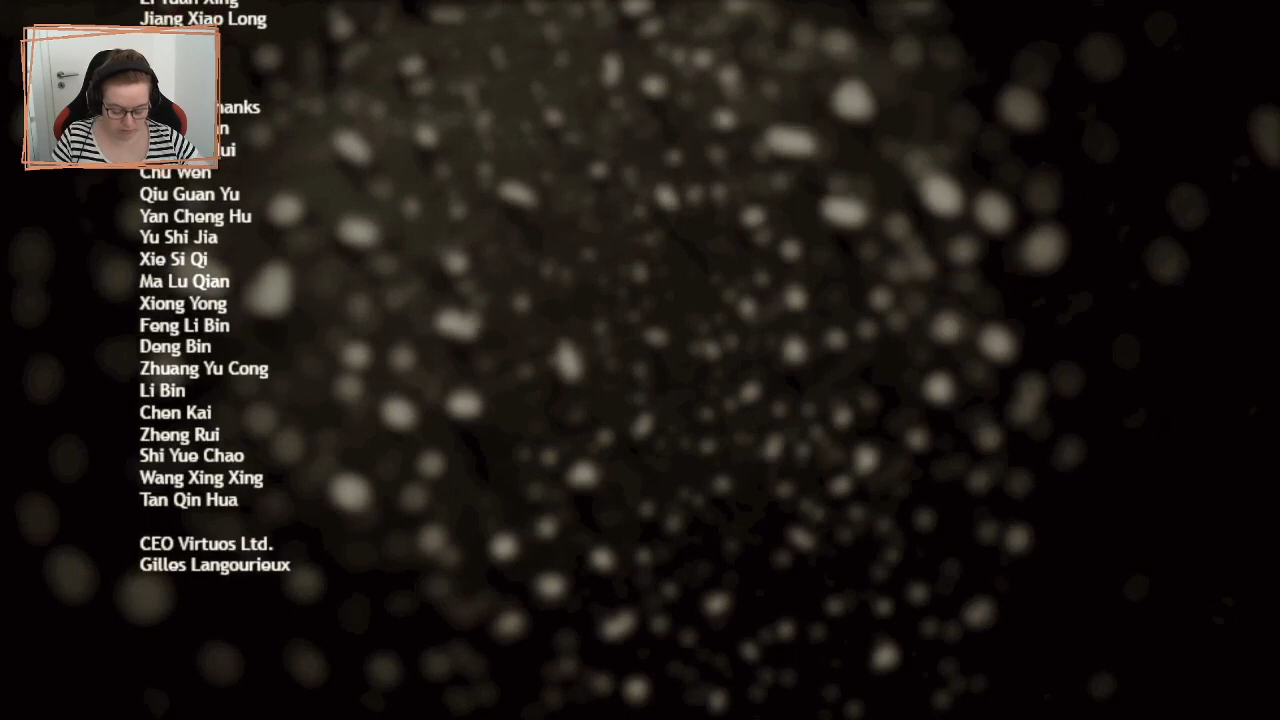 Jiang Xiao Long
Chu Wen
Qiu Guan Yu
Yan Cheng Hu
Yu Shi Jia
Xie Si Qi
Ma Lu Qian
Xiong Yong
Feng Li Bin
Deng Bin
Zhuang Yu Cong
Li Bin
Chen Kai
Zheng Rui
Shi Yue Chao
Wang Xing Xing
Tan Qin Hua
CEO Virtuos Ltd.
Gilles Langourieux